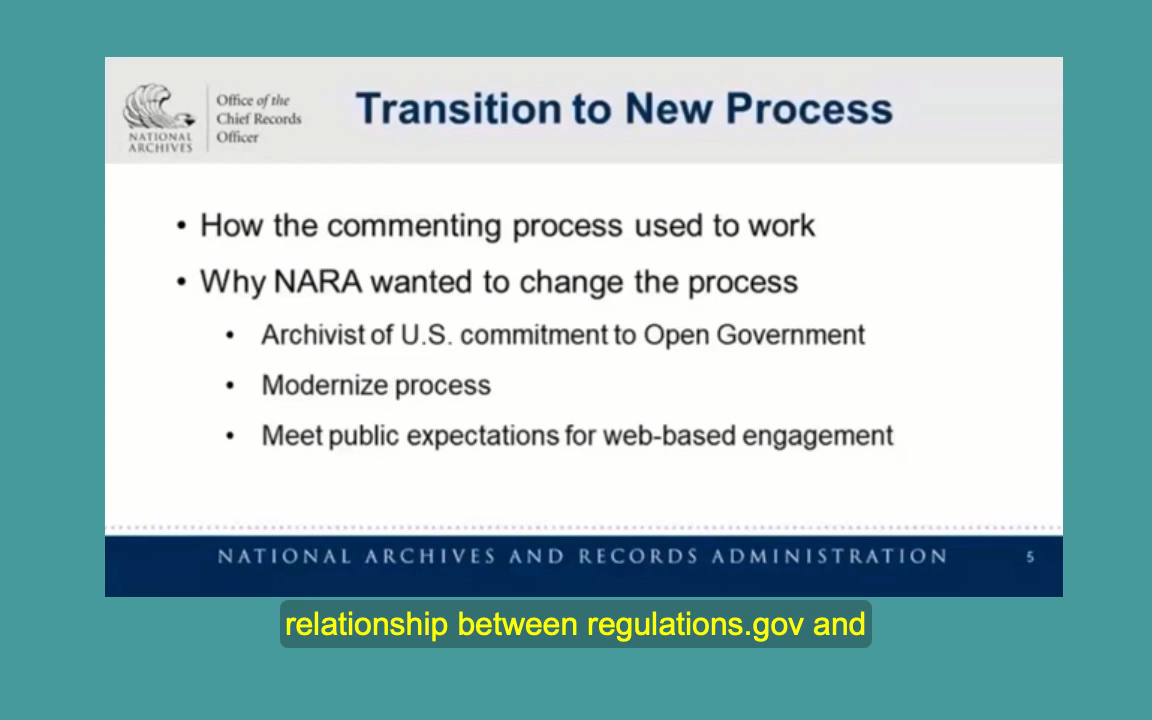 NATIONAL
ARCHIVES
Office of the
Chief Records
Officer
Transition to New Process
• How the commenting process used to work
• Why NARA wanted to change the process
• Archivist of U.S. commitment to Open Government
• Modernize process
• Meet public expectations for web-based engagement
NATIONAL ARCHIVES AND RECORDS ADMINISTRATION 5
relationship between regulations.gov and